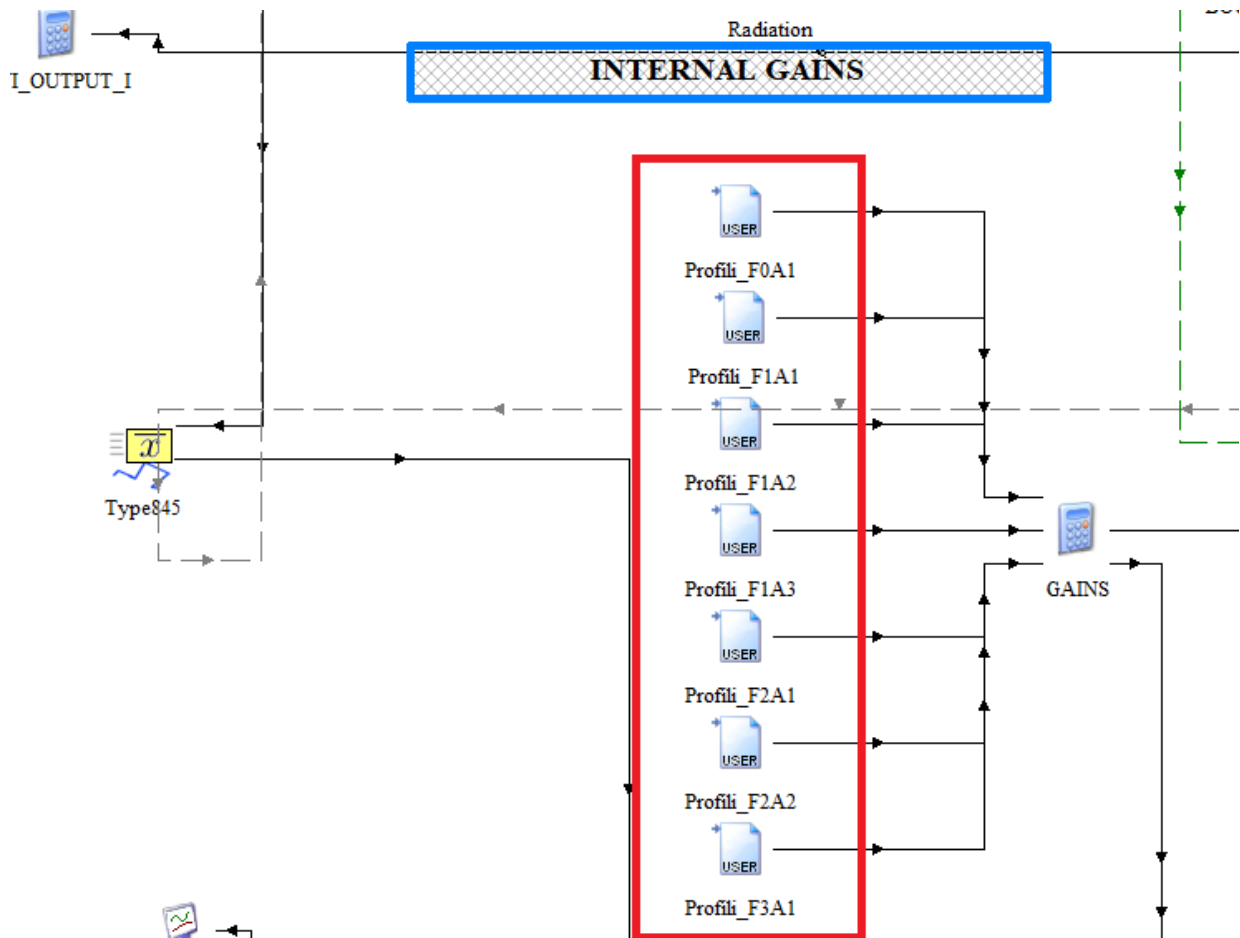 Radiation
INTERNAL GAINS
I_OUTPUT_I
USER
Profili_F0A1
USER
Profili_F1A1
USER
Profili_F1A2
x
Type845
USER
Profili_F1A3
GAINS
USER
Profili_F2A1
USER
Profili_F2A2
USER
Profili_F3A1